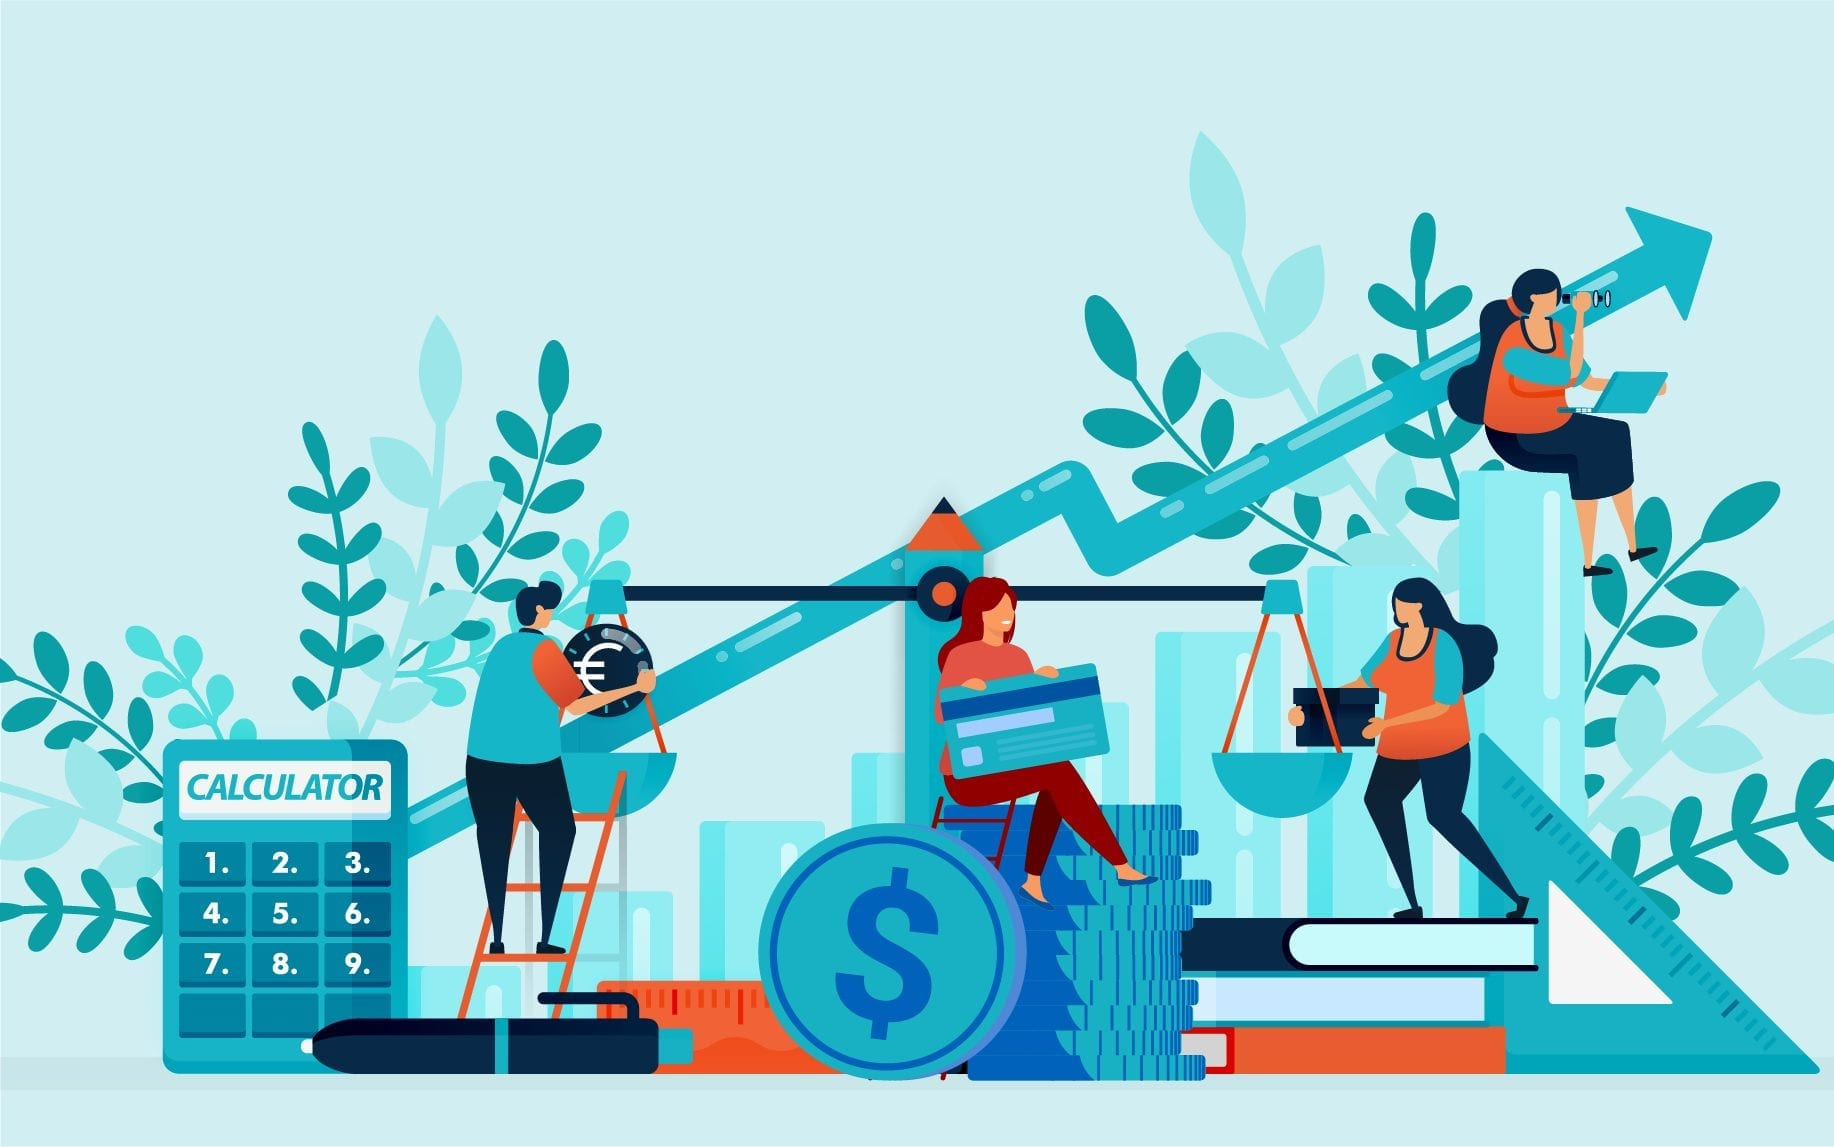 CALCULATOR
1. 2. 3.
4. 5. 6.
7. 8. 9.
€
$